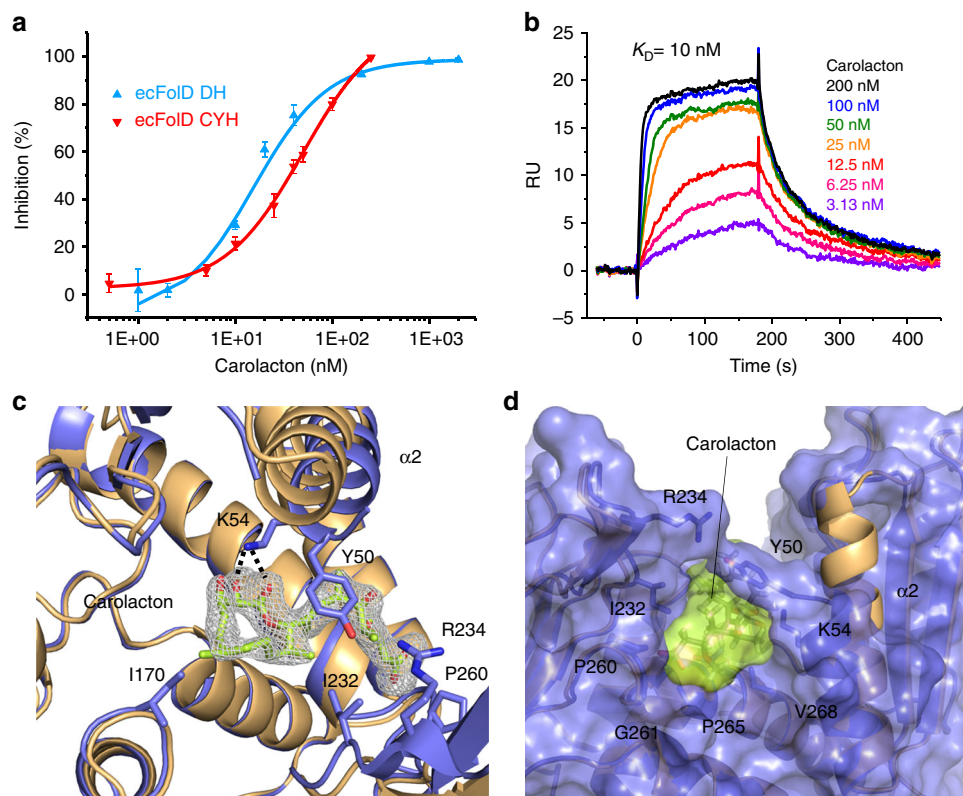 a
100
80
60
40
20
0
Inhibition (%)
ecFolD DH
ecFolD CYH
1E+00 1E+01 1E+02 1E+03
Carolacton (nM)
b
25
20
15
10
5
0
–5
RU
K_D= 10 nM
Carolacton
200 nM
100 nM
50 nM
25 nM
12.5 nM
6.25 nM
3.13 nM
0 100 200 300 400
Time (s)
c
α2
K54
Y50
Carolacton
R234
I170
I232
P260
d
Carolacton
R234
Y50
α2
I232
K54
P260
V268
G261
P265